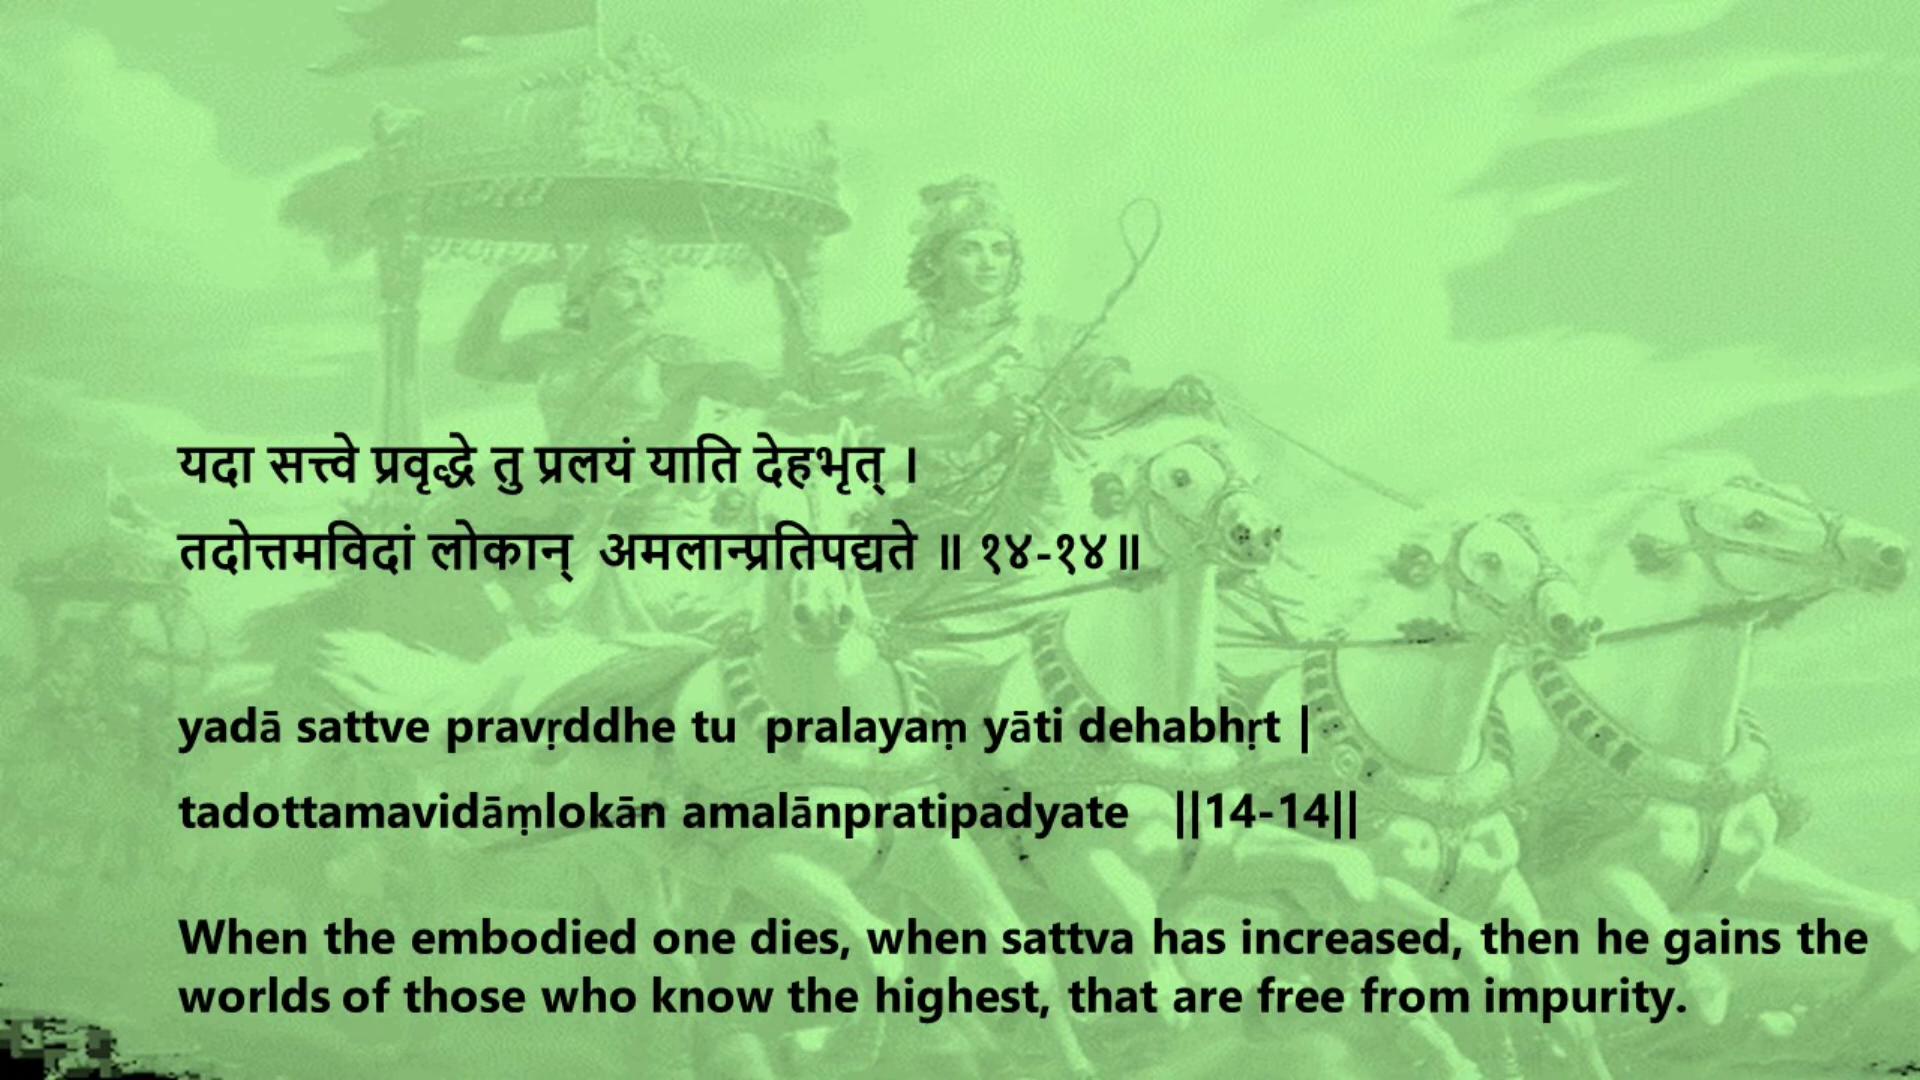 यदा सत्त्वे प्रवृद्धे तु प्रलयं याति देहभृत् ।
तदोत्तमविदां लोकान् अमलान्प्रतिपद्यते ॥ १४-१४॥
yadā sattve pravṛddhe tu pralayaṃ yāti dehabhṛt |
tadottamavidāṃlokān amalānpratipadyate ||14-14||
When the embodied one dies, when sattva has increased, then he gains the
worlds of those who know the highest, that are free from impurity.